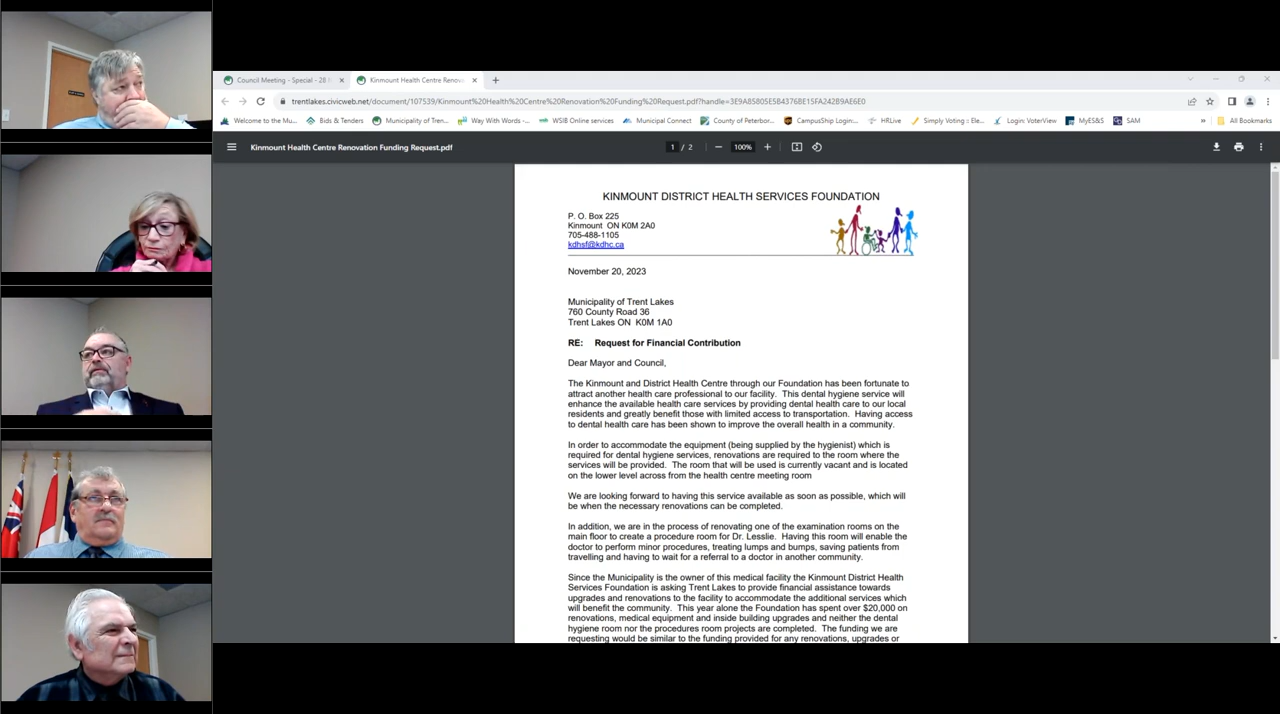 Council Meeting - Special - 28
Kinmount Health Centre Renov
trentlakes.civicweb.net/document/107539/Kinmount%20Health%20Centre%20Renovation%20Funding%20Request.pdf?handle=3E9A85805E5B4376BE15FA242B9AE6E0
Welcome to the Mu...
Bids & Tenders
Municipality of Tren...
Way With Words -...
WSIB Online services
Municipal Connect
County of Peterbor...
CampusShip Login...
HRLive
Simply Voting :: Ele...
Login: VoterView
MyES&S
SAM
»
All Bookmarks
Kinmount Health Centre Renovation Funding Request.pdf
1 / 2
100%
KINMOUNT DISTRICT HEALTH SERVICES FOUNDATION
P. O. Box 225
Kinmount ON K0M 2A0
705-488-1105
kdhsf@kdhc.ca
November 20, 2023
Municipality of Trent Lakes
760 County Road 36
Trent Lakes ON K0M 1A0
RE: Request for Financial Contribution
Dear Mayor and Council,
The Kinmount and District Health Centre through our Foundation has been fortunate to
attract another health care professional to our facility. This dental hygiene service will
enhance the available health care services by providing dental health care to our local
residents and greatly benefit those with limited access to transportation. Having access
to dental health care has been shown to improve the overall health in a community.
In order to accommodate the equipment (being supplied by the hygienist) which is
required for dental hygiene services, renovations are required to the room where the
services will be provided. The room that will be used is currently vacant and is located
on the lower level across from the health centre meeting room
We are looking forward to having this service available as soon as possible, which will
be when the necessary renovations can be completed.
In addition, we are in the process of renovating one of the examination rooms on the
main floor to create a procedure room for Dr. Lesslie. Having this room will enable the
doctor to perform minor procedures, treating lumps and bumps, saving patients from
travelling and having to wait for a referral to a doctor in another community.
Since the Municipality is the owner of this medical facility the Kinmount District Health
Services Foundation is asking Trent Lakes to provide financial assistance towards
upgrades and renovations to the facility to accommodate the additional services which
will benefit the community. This year alone the Foundation has spent over $20,000 on
renovations, medical equipment and inside building upgrades and neither the dental
hygiene room nor the procedures room projects are completed. The funding we are
requesting would be similar to the funding provided for any renovations, upgrades or